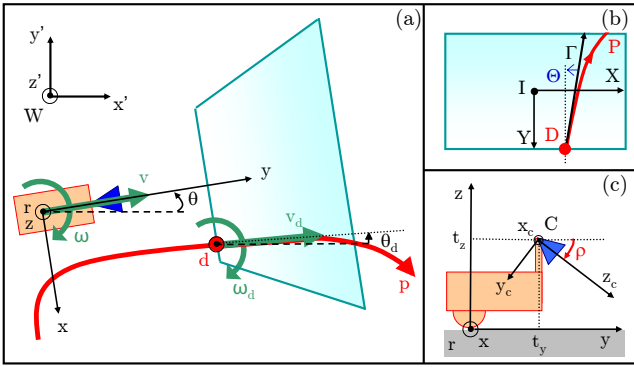 (a)
y'
z'
W
x'
v
θ
y
r
z
ω
x
v_d
θ_d
d
ω_d
p
(b)
Γ
P
Θ
I
X
Y
D
(c)
z
x_c
C
t_z
ρ
y_c
z_c
r
x
t_y
y